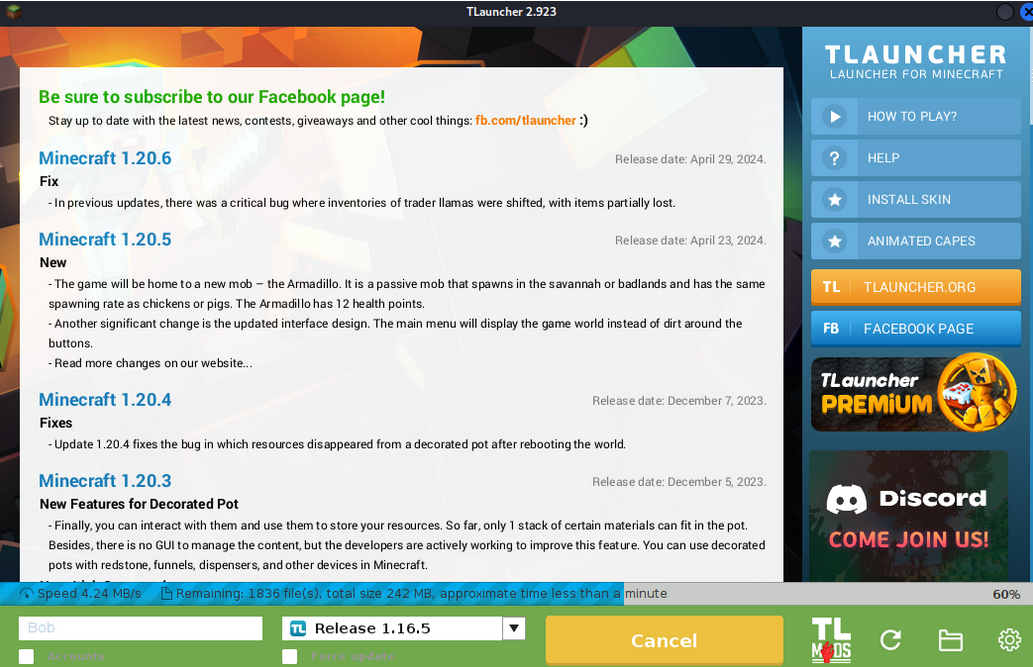 TLauncher 2.923
Be sure to subscribe to our Facebook page!
Stay up to date with the latest news, contests, giveaways and other cool things: fb.com/tlauncher :)
Minecraft 1.20.6
Release date: April 29, 2024.
Fix
- In previous updates, there was a critical bug where inventories of trader llamas were shifted, with items partially lost.
Minecraft 1.20.5
Release date: April 23, 2024.
New
- The game will be home to a new mob – the Armadillo. It is a passive mob that spawns in the savannah or badlands and has the same
spawning rate as chickens or pigs. The Armadillo has 12 health points.
- Another significant change is the updated interface design. The main menu will display the game world instead of dirt around the
buttons.
- Read more changes on our website...
Minecraft 1.20.4
Release date: December 7, 2023.
Fixes
- Update 1.20.4 fixes the bug in which resources disappeared from a decorated pot after rebooting the world.
Minecraft 1.20.3
Release date: December 5, 2023.
New Features for Decorated Pot
- Finally, you can interact with them and use them to store your resources. So far, only 1 stack of certain materials can fit in the pot.
Besides, there is no GUI to manage the content, but the developers are actively working to improve this feature. You can use decorated
pots with redstone, funnels, dispensers, and other devices in Minecraft.
TLAUNCHER
LAUNCHER FOR MINECRAFT
HOW TO PLAY?
? HELP
INSTALL SKIN
ANIMATED CAPES
TL TLAUNCHER.ORG
FB FACEBOOK PAGE
TLauncher
PREMiUM
Discord
COME JOIN US!
Speed 4.24 MB/s Remaining: 1836 file(s), total size 242 MB, approximate time less than a minute
60%
Bob
TL Release 1.16.5
Cancel
TL
MODS
Accounts
Force update